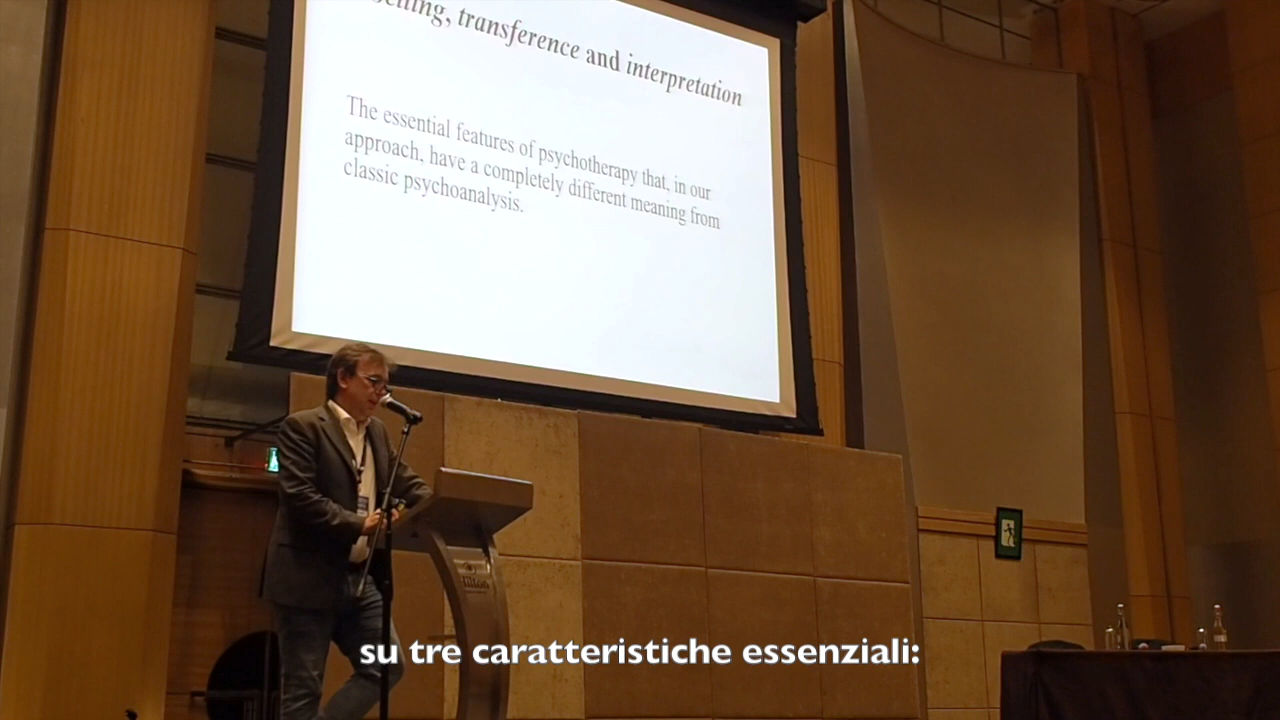 setting, transference and interpretation
The essential features of psychotherapy that, in our
approach, have a completely different meaning from
classic psychoanalysis.
Hilton
su tre caratteristiche essenziali: